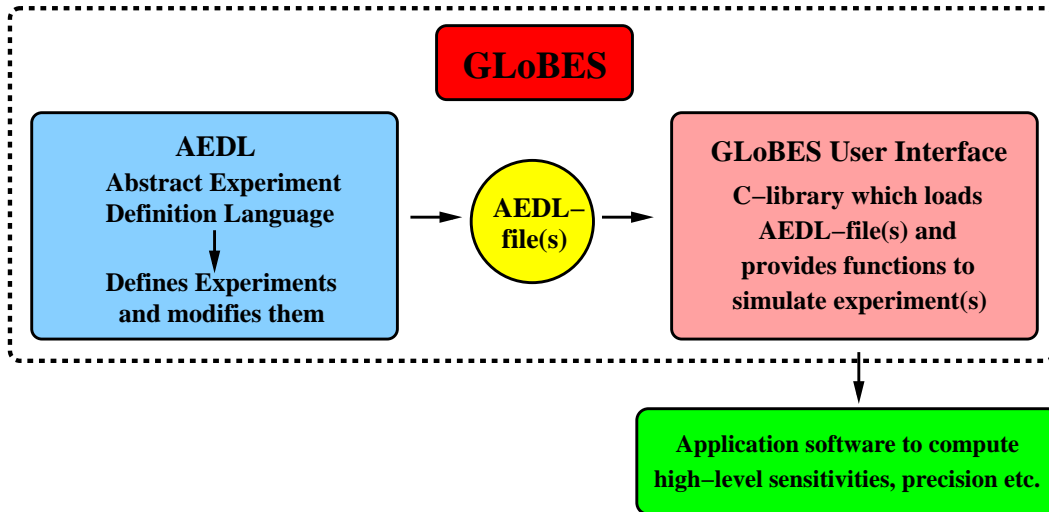 GLoBES
AEDL
Abstract Experiment
Definition Language
Defines Experiments
and modifies them
AEDL−
file(s)
GLoBES User Interface
C−library which loads
AEDL−file(s) and
provides functions to
simulate experiment(s)
Application software to compute
high−level sensitivities, precision etc.